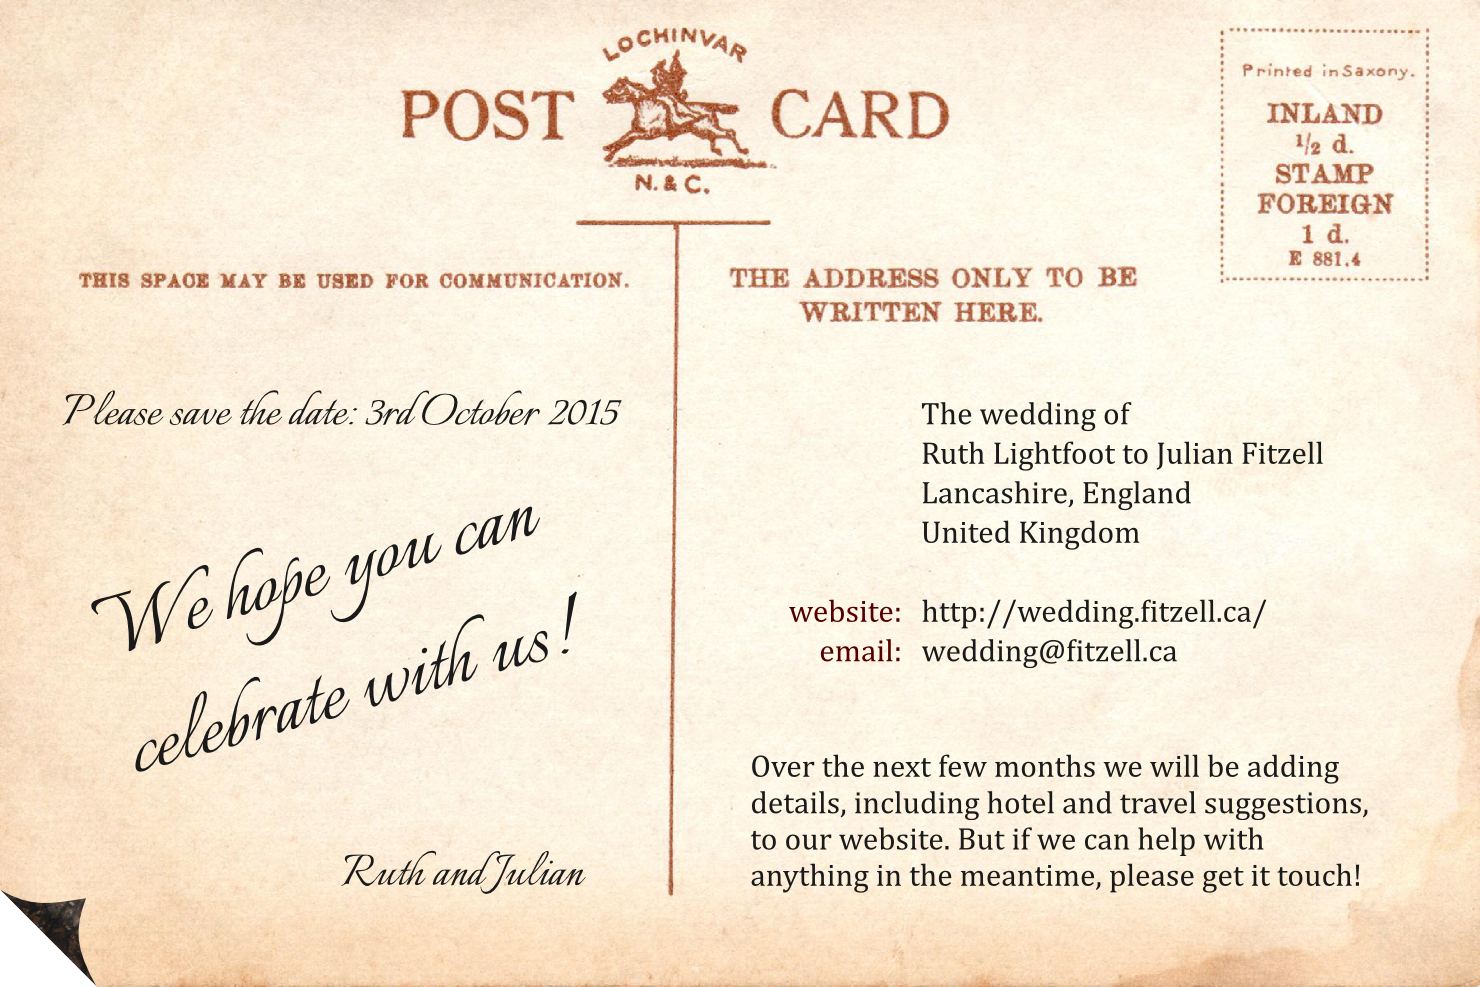 LOCHINVAR
POST CARD
N. & C.
Printed in Saxony.
INLAND
1/2 d.
STAMP
FOREIGN
1 d.
E 881.4
THIS SPACE MAY BE USED FOR COMMUNICATION.
THE ADDRESS ONLY TO BE
WRITTEN HERE.
Please save the date: 3rd October 2015
We hope you can
celebrate with us!
Ruth and Julian
The wedding of
Ruth Lightfoot to Julian Fitzell
Lancashire, England
United Kingdom
website: http://wedding.fitzell.ca/
email: wedding@fitzell.ca
Over the next few months we will be adding
details, including hotel and travel suggestions,
to our website. But if we can help with
anything in the meantime, please get it touch!